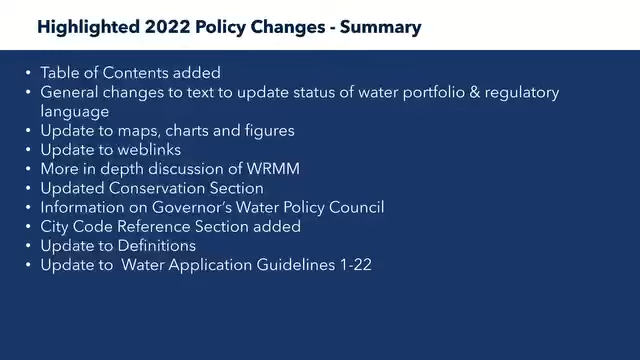 Highlighted 2022 Policy Changes - Summary
• Table of Contents added
• General changes to text to update status of water portfolio & regulatory
language
• Update to maps, charts and figures
• Update to weblinks
• More in depth discussion of WRMM
• Updated Conservation Section
• Information on Governor’s Water Policy Council
• City Code Reference Section added
• Update to Definitions
• Update to  Water Application Guidelines 1-22